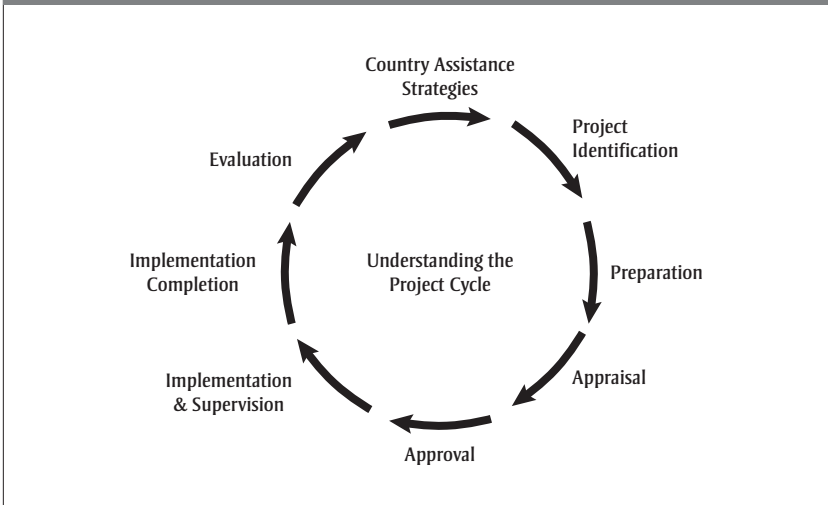 Country Assistance
Strategies
Project
Identification
Preparation
Appraisal
Approval
Implementation
& Supervision
Implementation
Completion
Evaluation
Understanding the
Project Cycle